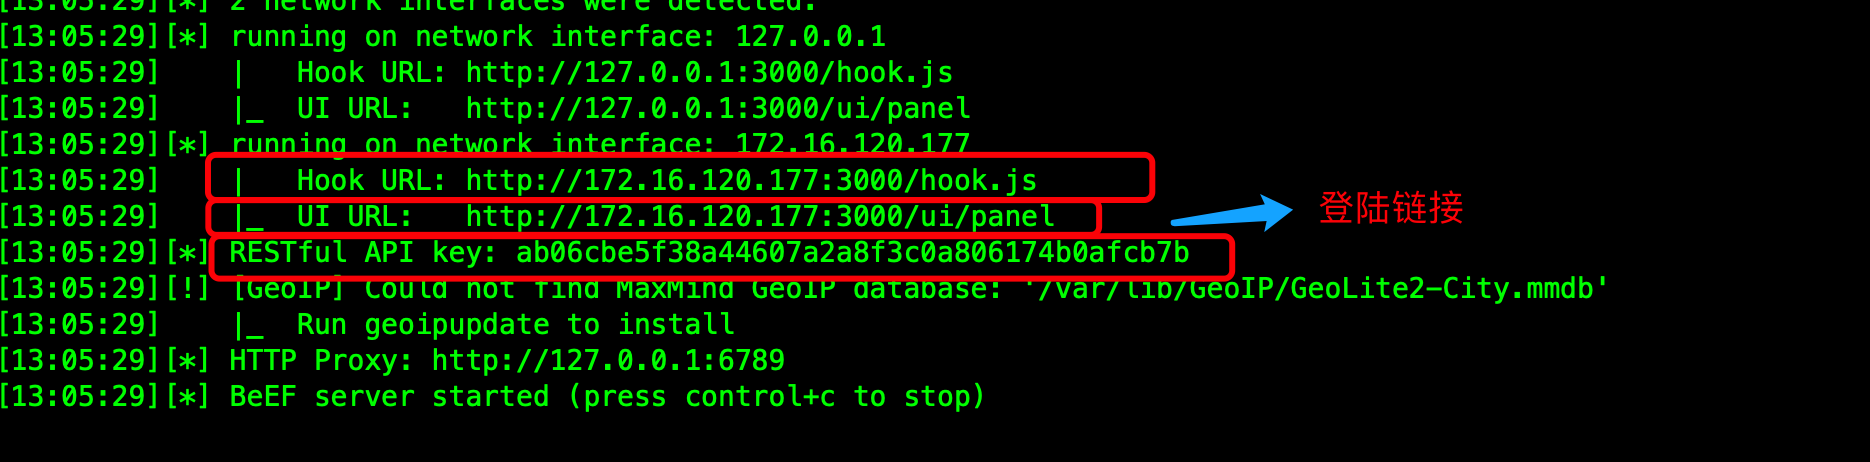 [13:05:29][*] 2 network interfaces were detected.
[13:05:29][*] running on network interface: 127.0.0.1
[13:05:29]    |   Hook URL: http://127.0.0.1:3000/hook.js
[13:05:29]    |_  UI URL:   http://127.0.0.1:3000/ui/panel
[13:05:29][*] running on network interface: 172.16.120.177
[13:05:29]    |   Hook URL: http://172.16.120.177:3000/hook.js
[13:05:29]    |_  UI URL:   http://172.16.120.177:3000/ui/panel
登陆链接
[13:05:29][*] RESTful API key: ab06cbe5f38a44607a2a8f3c0a806174b0afcb7b
[13:05:29][!] [GeoIP] Could not find MaxMind GeoIP database: '/var/lib/GeoIP/GeoLite2-City.mmdb'
[13:05:29]    |_  Run geoipupdate to install
[13:05:29][*] HTTP Proxy: http://127.0.0.1:6789
[13:05:29][*] BeEF server started (press control+c to stop)